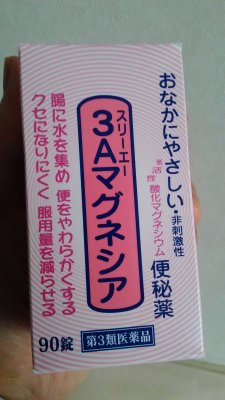 おなかにやさしい・非刺激性
※活性 酸化マグネシウム 便秘薬
スリーエー
3Aマグネシア
腸に水を集め 便をやわらかくする
クセになりにくく 服用量を減らせる
90錠
第3類医薬品